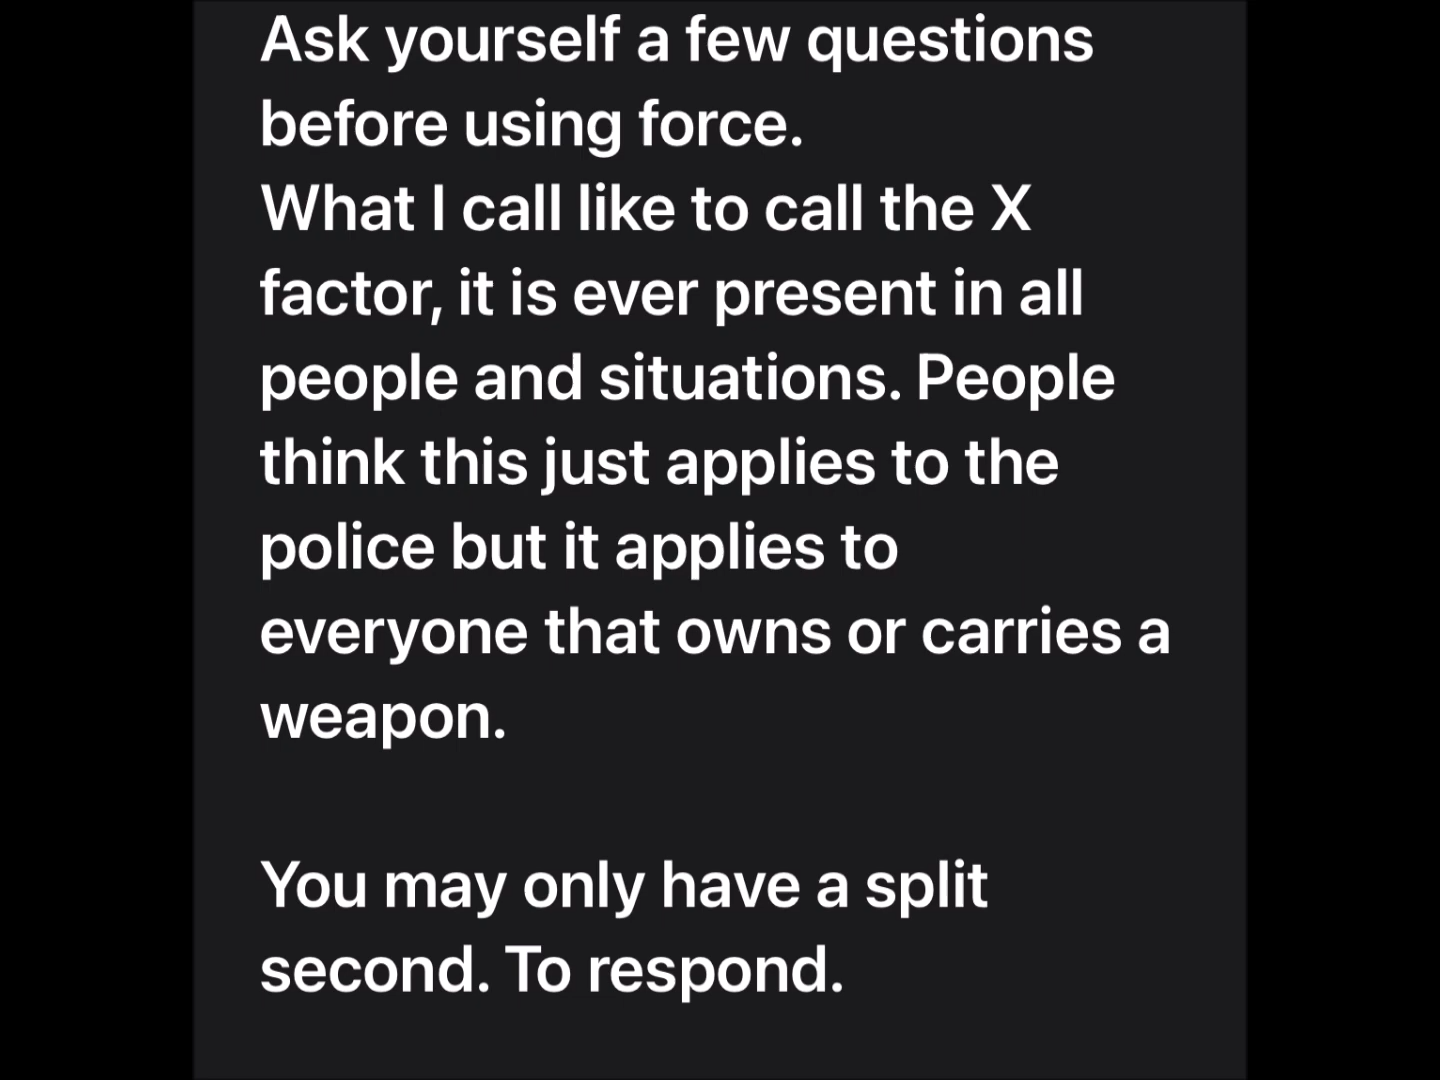 Ask yourself a few questions
before using force.
What I call like to call the X
factor, it is ever present in all
people and situations. People
think this just applies to the
police but it applies to
everyone that owns or carries a
weapon.
You may only have a split
second. To respond.